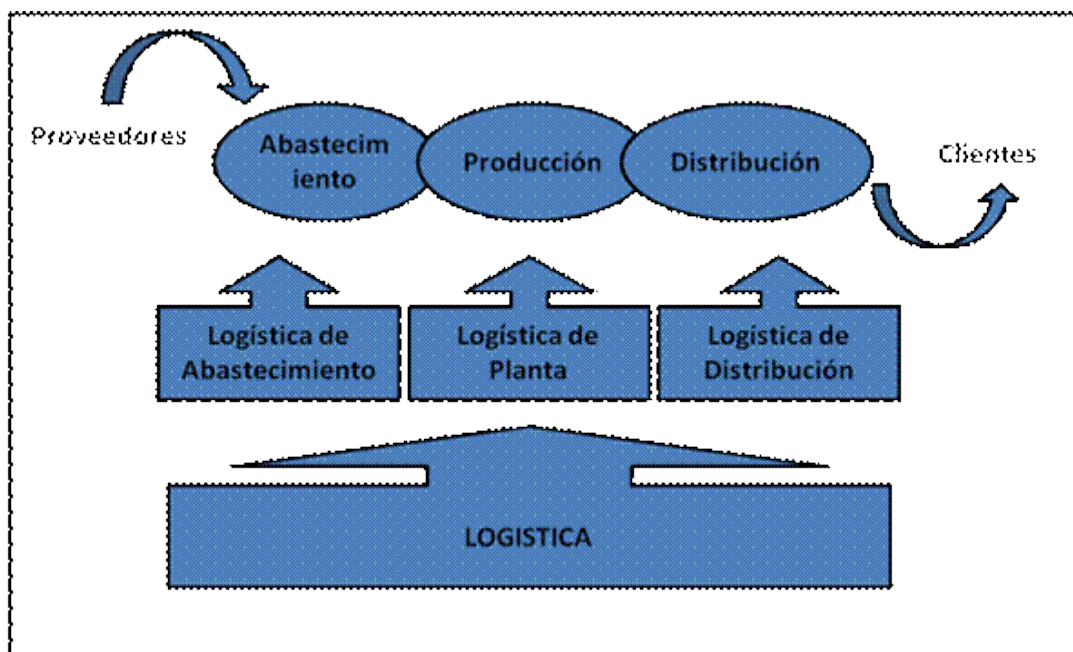 Proveedores
Abastecim
iento
Producción
Distribución
Clientes
Logística de
Abastecimiento
Logística de
Planta
Logística de
Distribución
LOGISTICA